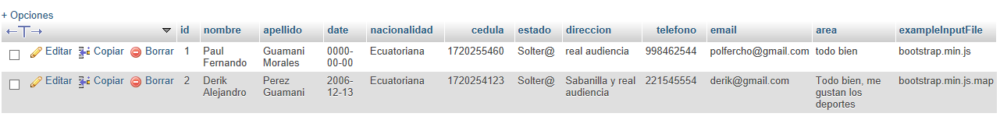 + Opciones
id nombre apellido date nacionalidad cedula estado direccion telefono email area exampleInputFile
Editar Copiar Borrar 1 Paul Guamani 0000- Ecuatoriana 1720255460 Solter@ real audiencia 998462544 polfercho@gmail.com todo bien bootstrap.min.js
Fernando Morales 00-00
Editar Copiar Borrar 2 Derik Perez 2006- Ecuatoriana 1720254123 Solter@ Sabanilla y real 221545554 derik@gmail.com Todo bien, me bootstrap.min.js.map
Alejandro Guamani 12-13 audiencia gustan los
deportes